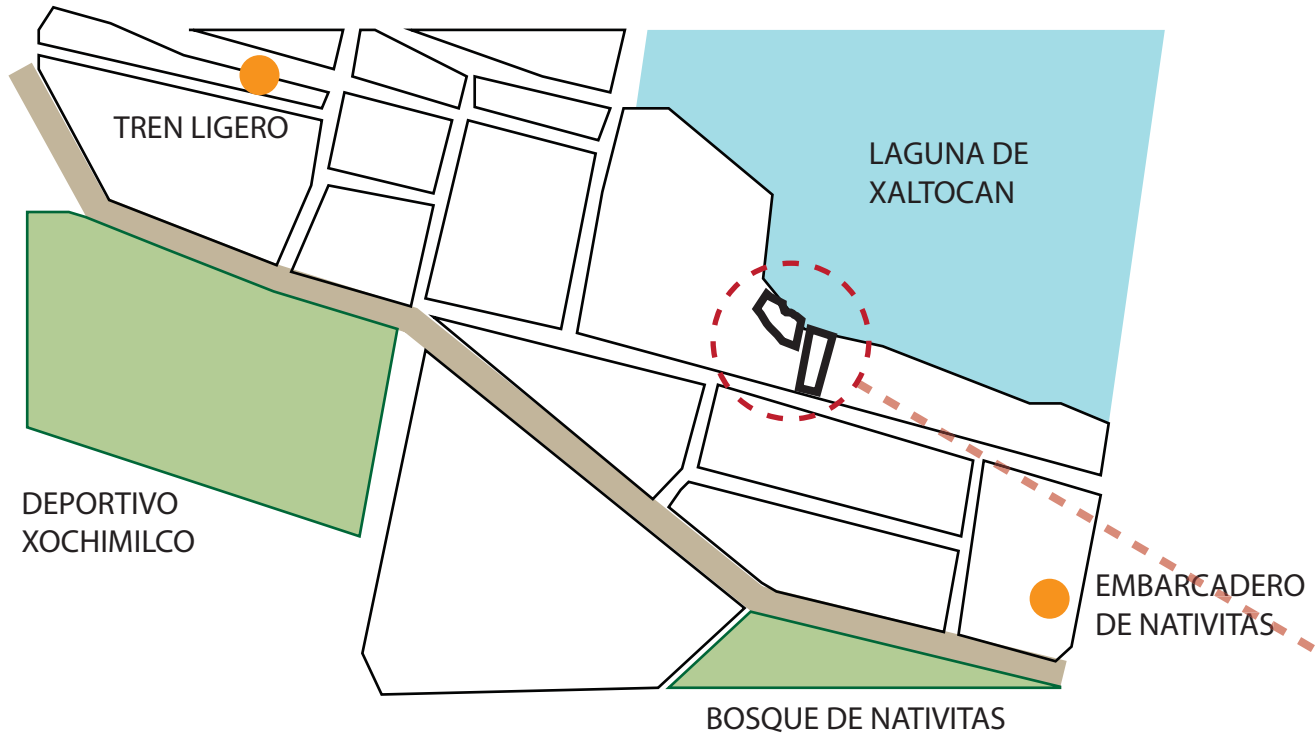 TREN LIGERO
LAGUNA DE
XALTOCAN
DEPORTIVO
XOCHIMILCO
EMBARCADERO
DE NATIVITAS
BOSQUE DE NATIVITAS